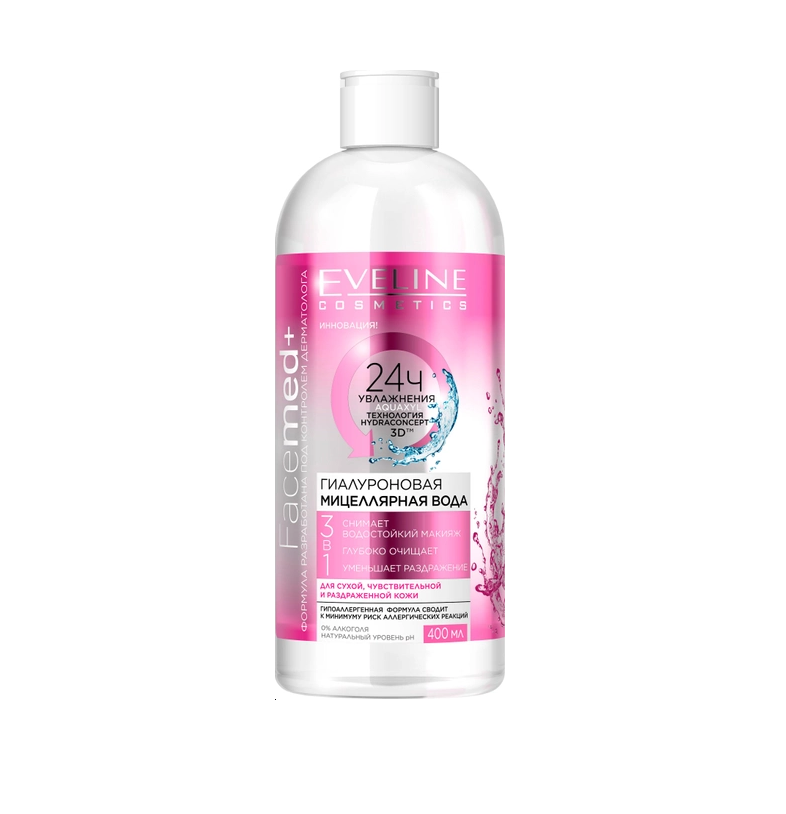 EVELINE
COSMETICS
ИННОВАЦИЯ!
24ч
УВЛАЖНЕНИЯ
AQUAXYL
ТЕХНОЛОГИЯ
HYDRACONCEPT
3D™
ГИАЛУРОНОВАЯ
МИЦЕЛЛЯРНАЯ ВОДА
3 В 1
СНИМАЕТ
ВОДОСТОЙКИЙ МАКИЯЖ
ГЛУБОКО ОЧИЩАЕТ
УМЕНЬШАЕТ РАЗДРАЖЕНИЕ
ДЛЯ СУХОЙ, ЧУВСТВИТЕЛЬНОЙ
И РАЗДРАЖЕННОЙ КОЖИ
ГИПОАЛЛЕРГЕННАЯ ФОРМУЛА СВОДИТ
К МИНИМУМУ РИСК АЛЛЕРГИЧЕСКИХ РЕАКЦИЙ
0% АЛКОГОЛЯ
НАТУРАЛЬНЫЙ УРОВЕНЬ pH
400 МЛ
Facemed+
ФОРМУЛА РАЗРАБОТАНА ПОД КОНТРОЛЕМ ДЕРМАТОЛОГА